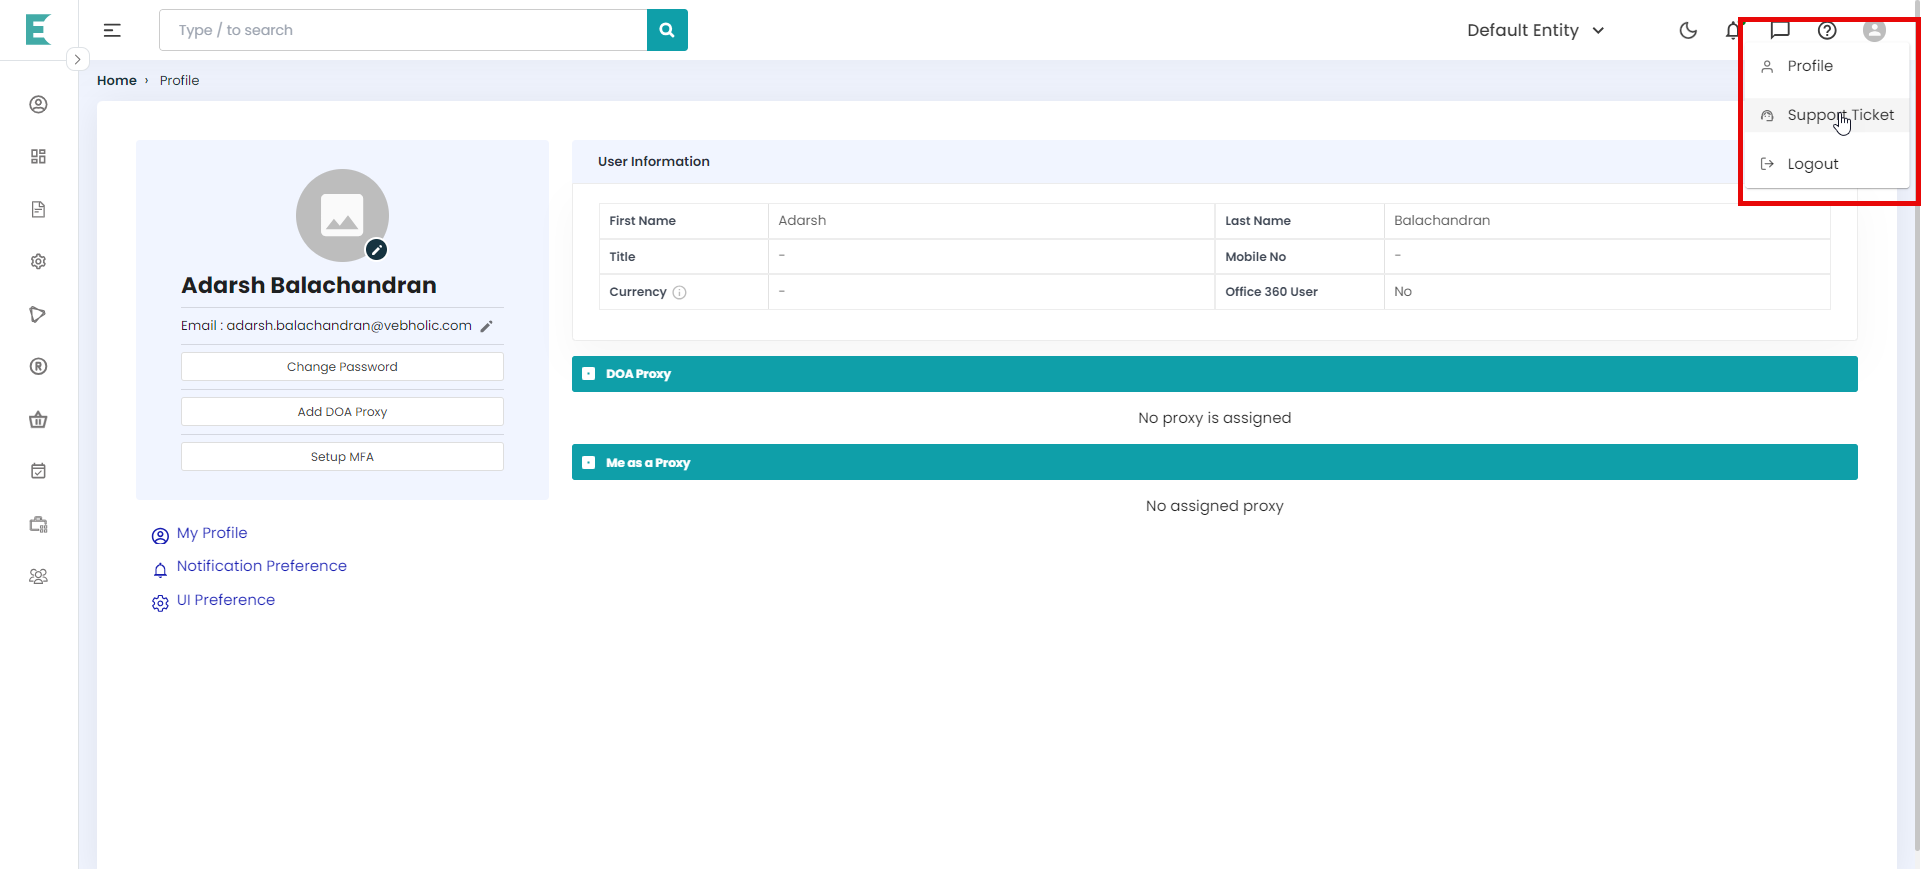 E
Type / to search
Default Entity
Home › Profile
Profile
Support Ticket
Logout
Adarsh Balachandran
Email : adarsh.balachandran@vebholic.com
Change Password
Add DOA Proxy
Setup MFA
My Profile
Notification Preference
UI Preference
User Information
First Name Adarsh Last Name Balachandran
Title - Mobile No -
Currency - Office 360 User No
DOA Proxy
No proxy is assigned
Me as a Proxy
No assigned proxy